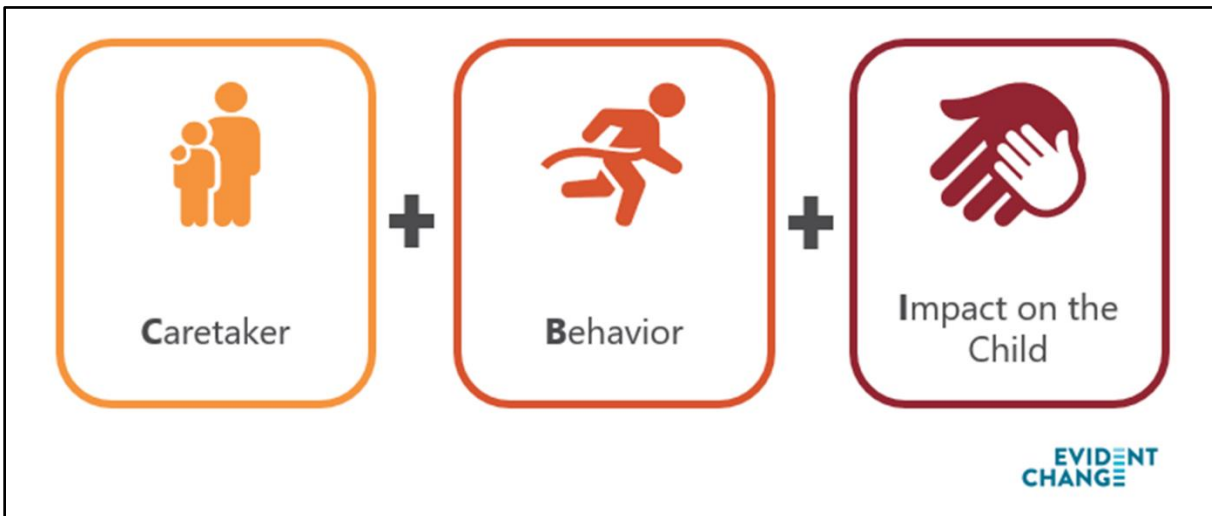 Caretaker
Behavior
Impact on the
Child
EVIDENT
CHANGE